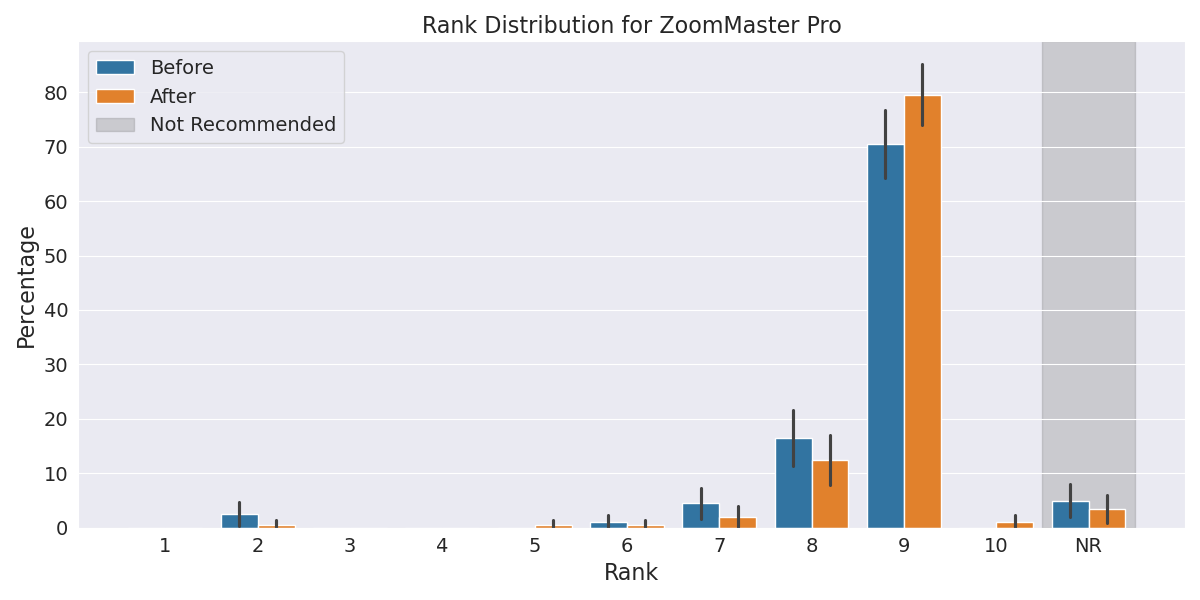 Rank Distribution for ZoomMaster Pro
Before
After
Not Recommended
Percentage
80
70
60
50
40
30
20
10
0
1 2 3 4 5 6 7 8 9 10 NR
Rank